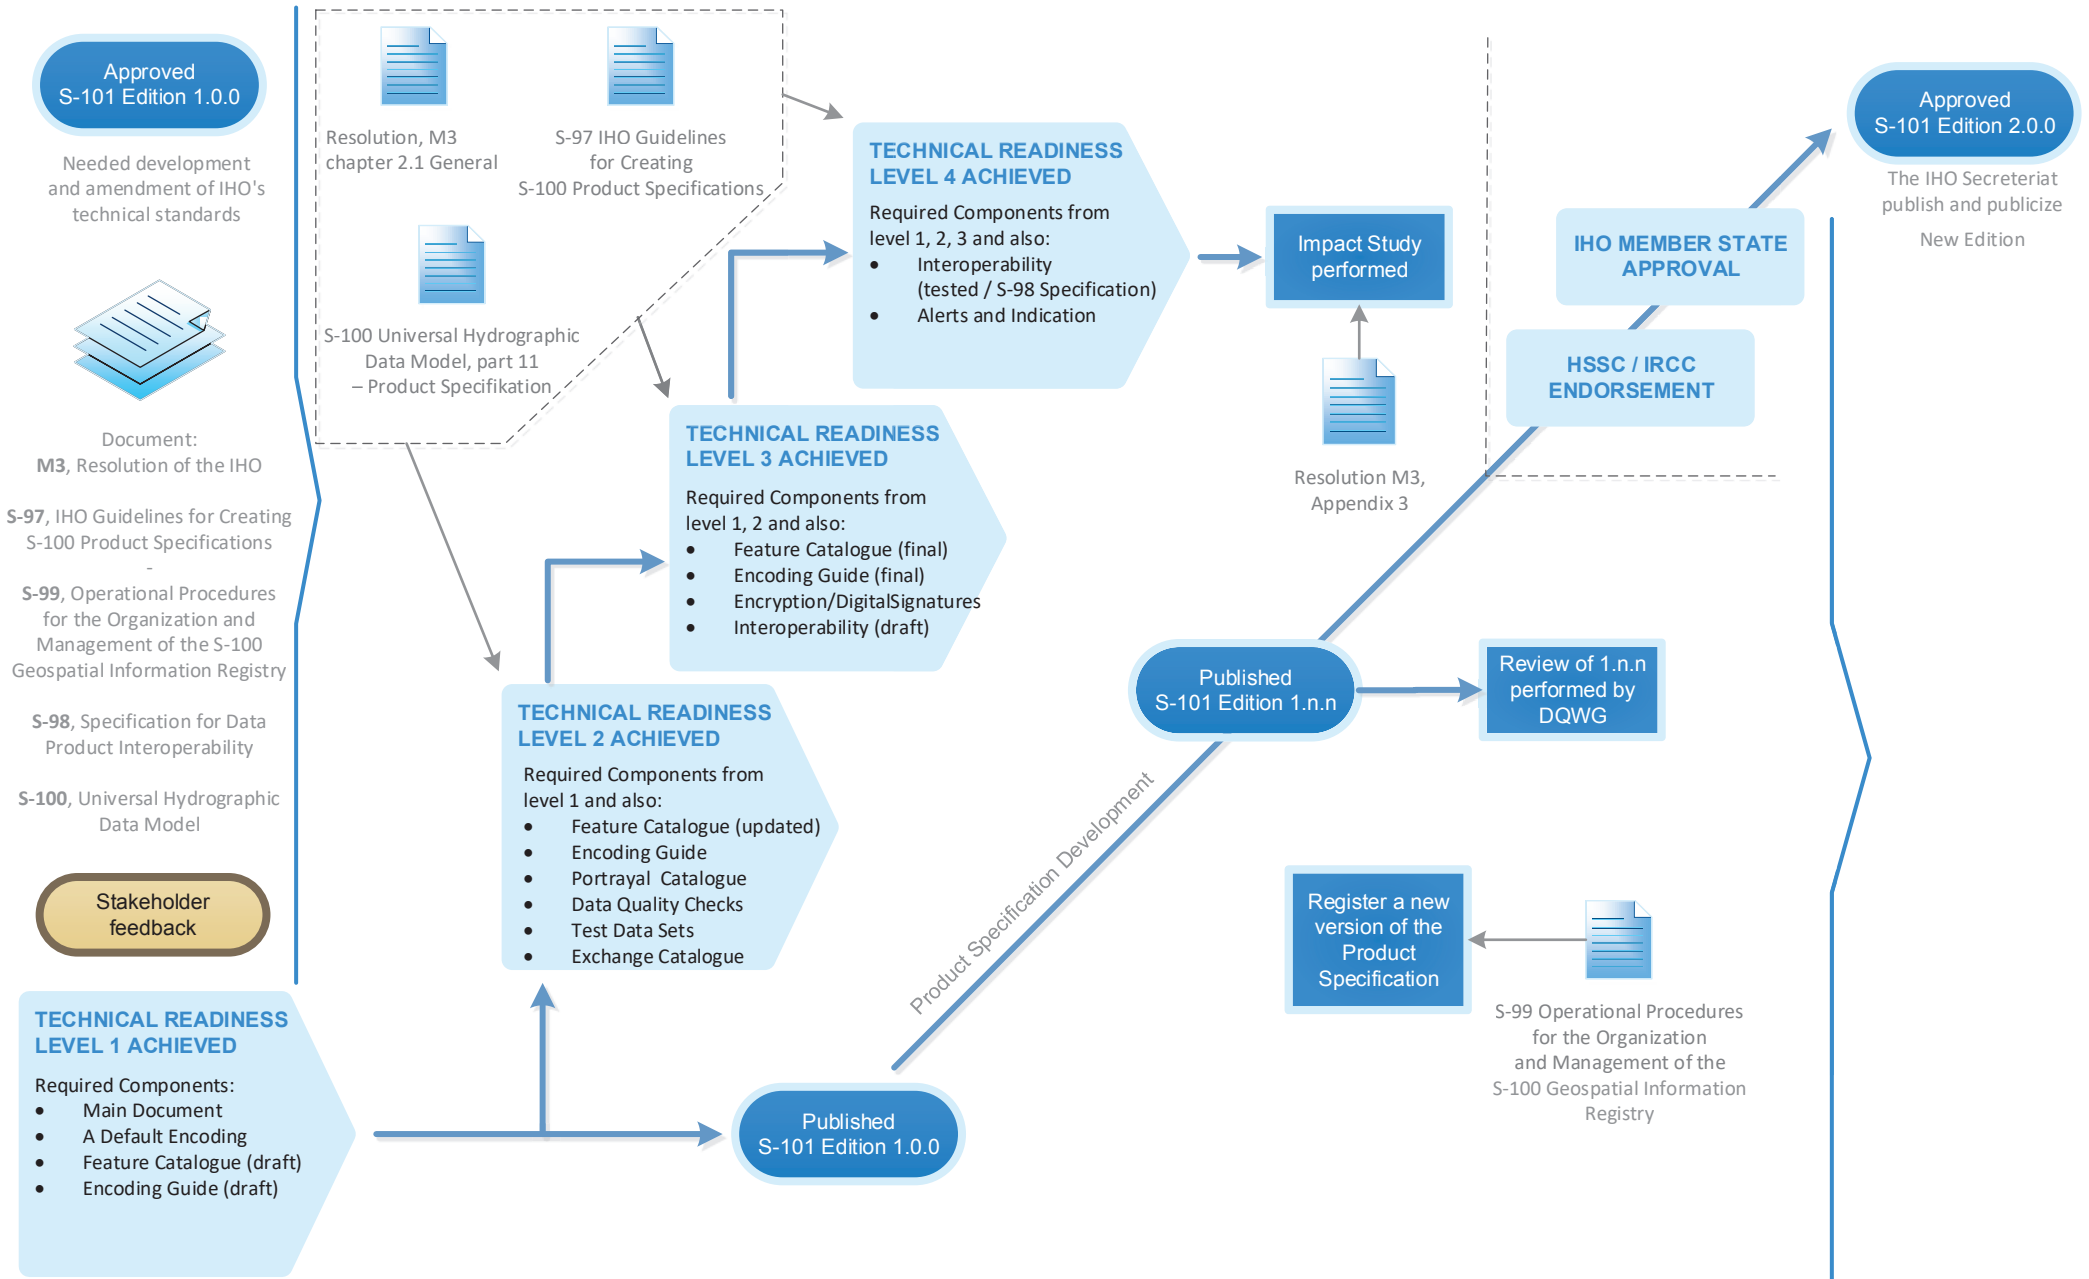 Approved
S-101 Edition 1.0.0
Needed development
and amendment of IHO's
technical standards
Document:
M3, Resolution of the IHO
S-97, IHO Guidelines for Creating
S-100 Product Specifications
-
S-99, Operational Procedures
for the Organization and
Management of the S-100
Geospatial Information Registry
S-98, Specification for Data
Product Interoperability
S-100, Universal Hydrographic
Data Model
Stakeholder
feedback
TECHNICAL READINESS
LEVEL 1 ACHIEVED
Required Components:
• Main Document
• A Default Encoding
• Feature Catalogue (draft)
• Encoding Guide (draft)
Resolution, M3
chapter 2.1 General
S-97 IHO Guidelines
for Creating
S-100 Product Specifications
S-100 Universal Hydrographic
Data Model, part 11
– Product Specifikation
TECHNICAL READINESS
LEVEL 2 ACHIEVED
Required Components from
level 1 and also:
• Feature Catalogue (updated)
• Encoding Guide
• Portrayal  Catalogue
• Data Quality Checks
• Test Data Sets
• Exchange Catalogue
TECHNICAL READINESS
LEVEL 3 ACHIEVED
Required Components from
level 1, 2 and also:
• Feature Catalogue (final)
• Encoding Guide (final)
• Encryption/DigitalSignatures
• Interoperability (draft)
TECHNICAL READINESS
LEVEL 4 ACHIEVED
Required Components from
level 1, 2, 3 and also:
• Interoperability
(tested / S-98 Specification)
• Alerts and Indication
Impact Study
performed
Resolution M3,
Appendix 3
Published
S-101 Edition 1.0.0
Product Specification Development
Published
S-101 Edition 1.n.n
Review of 1.n.n
performed by
DQWG
Register a new
version of the
Product
Specification
S-99 Operational Procedures
for the Organization
and Management of the
S-100 Geospatial Information
Registry
HSSC / IRCC
ENDORSEMENT
IHO MEMBER STATE
APPROVAL
Approved
S-101 Edition 2.0.0
The IHO Secreteriat
publish and publicize
New Edition